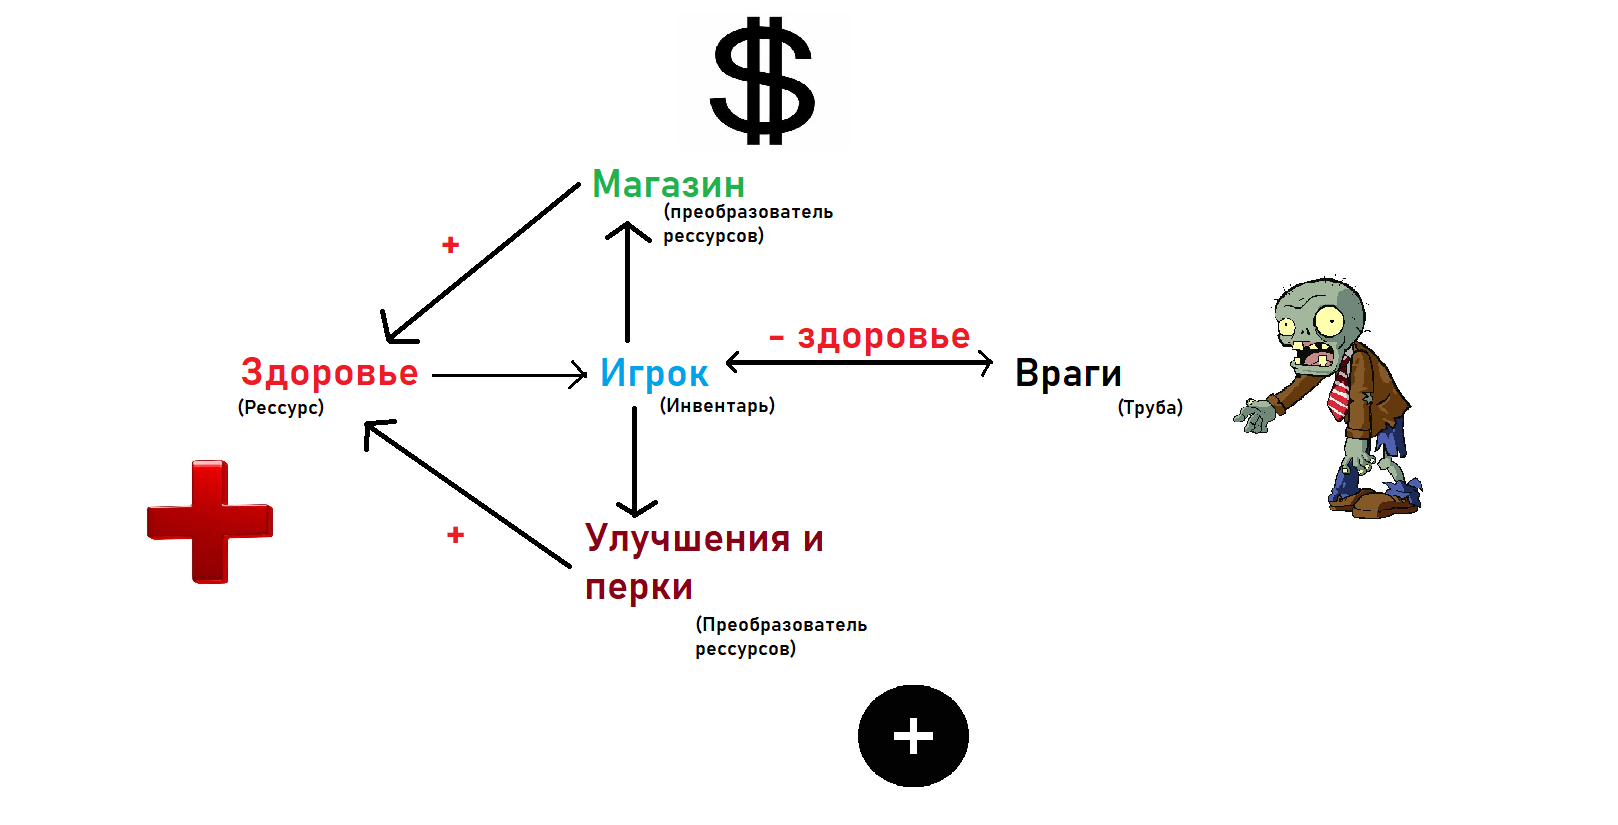 $
Магазин
(преобразователь
рессурсов)
+
- здоровье
Здоровье
(Рессурс)
Игрок
(Инвентарь)
Враги
(Труба)
+
Улучшения и
перки
(Преобразователь
рессурсов)
+